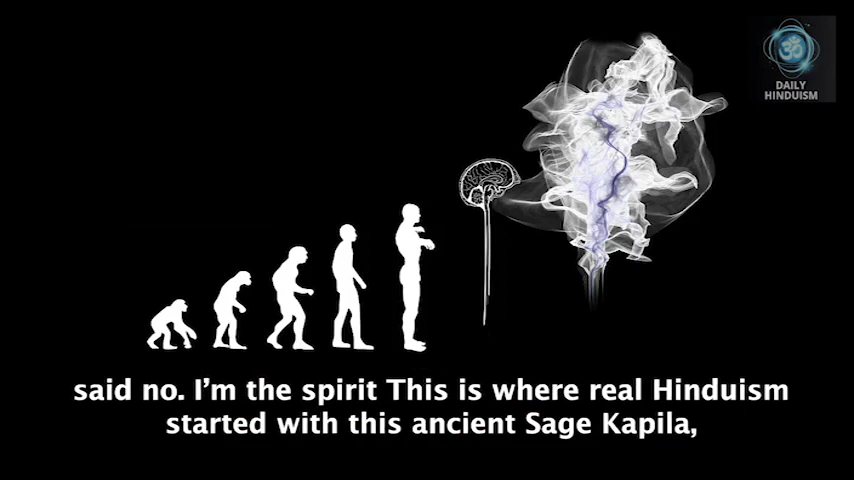 DAILY
HINDUISM
said no. I'm the spirit This is where real Hinduism
started with this ancient Sage Kapila,